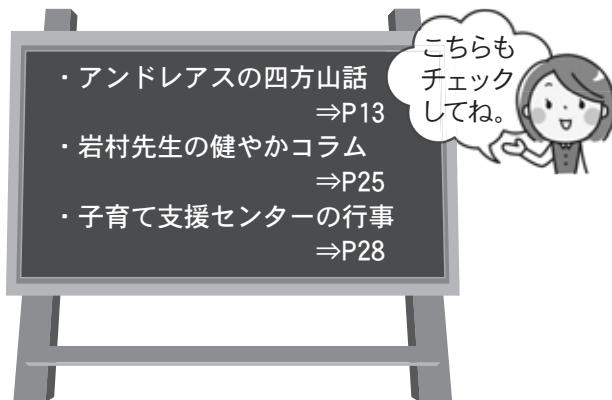 ・アンドレアスの四方山話
⇒P13
・岩村先生の健やかコラム
⇒P25
・子育て支援センターの行事
⇒P28
こちらも
チェック
してね。